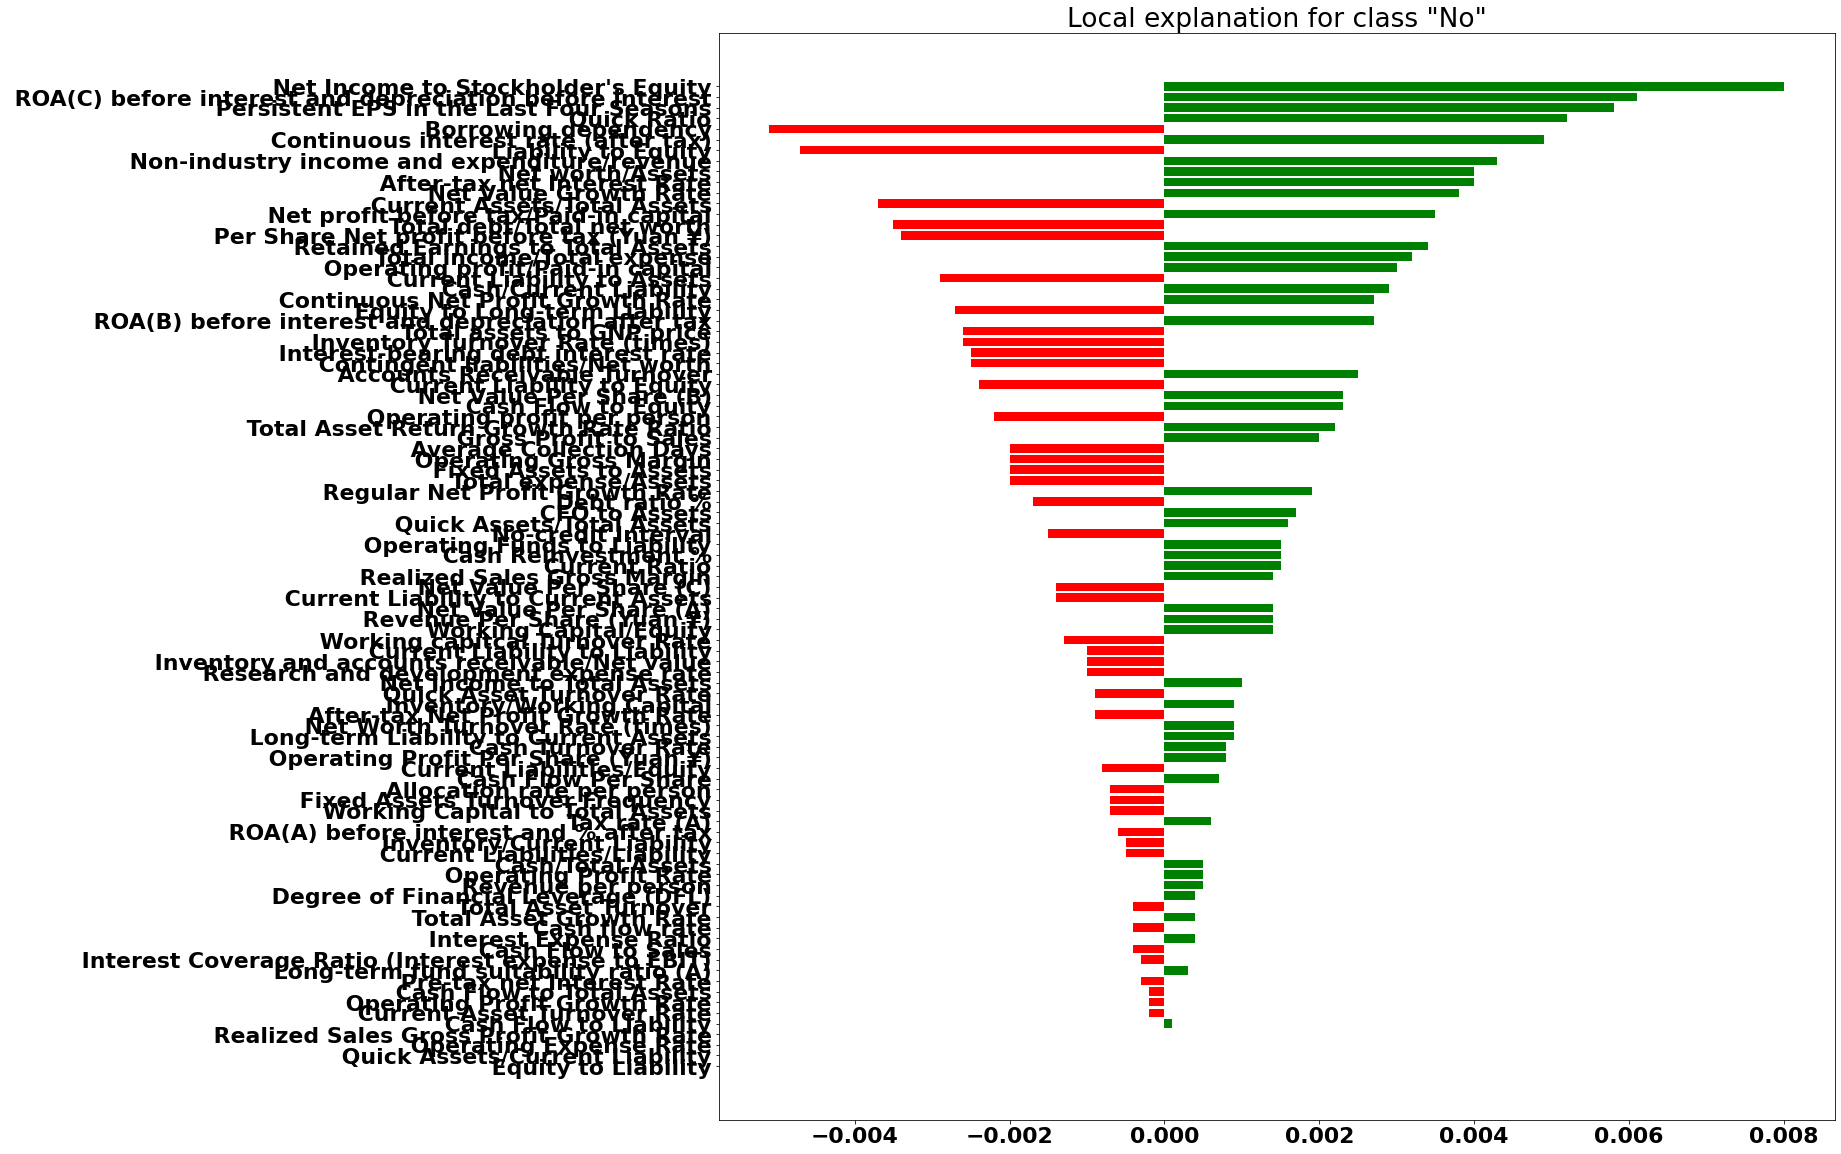 Local explanation for class "No"
Net Income to Stockholder's Equity
ROA(C) before interest and depreciation before interest
Persistent EPS in the Last Four Seasons
Quick Ratio
Borrowing dependency
Continuous interest rate (after tax)
Liability to Equity
Non-industry income and expenditure/revenue
Net worth/Assets
After-tax net Interest Rate
Net Value Growth Rate
Current Assets/Total Assets
Net profit before tax/Paid-in capital
Total debt/Total net worth
Per Share Net profit before tax (Yuan ¥)
Retained Earnings to Total Assets
Total income/Total expense
Operating profit/Paid-in capital
Current Liability to Assets
Cash/Current Liability
Continuous Net Profit Growth Rate
Equity to Long-term Liability
ROA(B) before interest and depreciation after tax
Total assets to GNP price
Inventory Turnover Rate (times)
Interest-bearing debt interest rate
Contingent liabilities/Net worth
Accounts Receivable Turnover
Current Liability to Equity
Net Value Per Share (B)
Cash Flow to Equity
Operating profit per person
Total Asset Return Growth Rate Ratio
Gross Profit to Sales
Average Collection Days
Operating Gross Margin
Fixed Assets to Assets
Total expense/Assets
Regular Net Profit Growth Rate
Debt ratio %
CFO to Assets
Quick Assets/Total Assets
No-credit Interval
Operating Funds to Liability
Cash Reinvestment %
Current Ratio
Realized Sales Gross Margin
Net Value Per Share (C)
Current Liability to Current Assets
Net Value Per Share (A)
Revenue Per Share (Yuan ¥)
Working Capital/Equity
Working capitcal Turnover Rate
Current Liability to Liability
Inventory and accounts receivable/Net value
Research and development expense rate
Net Income to Total Assets
Quick Asset Turnover Rate
Inventory/Working Capital
After-tax Net Profit Growth Rate
Net Worth Turnover Rate (times)
Long-term Liability to Current Assets
Cash Turnover Rate
Operating Profit Per Share (Yuan ¥)
Current Liabilities/Equity
Cash Flow Per Share
Allocation rate per person
Fixed Assets Turnover Frequency
Working Capital to Total Assets
Tax rate (A)
ROA(A) before interest and % after tax
Inventory/Current Liability
Current Liabilities/Liability
Cash/Total Assets
Operating Profit Rate
Revenue per person
Degree of Financial Leverage (DFL)
Total Asset Turnover
Total Asset Growth Rate
Cash flow rate
Interest Expense Ratio
Cash Flow to Sales
Interest Coverage Ratio (Interest expense to EBIT)
Long-term fund suitability ratio (A)
Pre-tax net Interest Rate
Cash Flow to Total Assets
Operating Profit Growth Rate
Current Asset Turnover Rate
Cash Flow to Liability
Realized Sales Gross Profit Growth Rate
Operating Expense Rate
Quick Assets/Current Liability
Equity to Liability
−0.004 −0.002 0.000 0.002 0.004 0.006 0.008